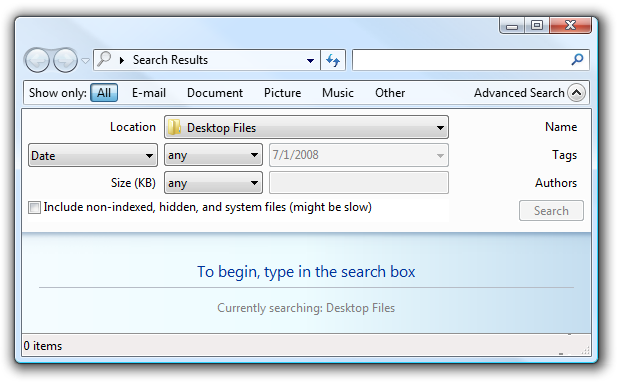 Search Results
Show only: All E-mail Document Picture Music Other Advanced Search
Location Desktop Files Name
Date any 7/1/2008 Tags
Size (KB) any Authors
Include non-indexed, hidden, and system files (might be slow) Search
To begin, type in the search box
Currently searching: Desktop Files
0 items